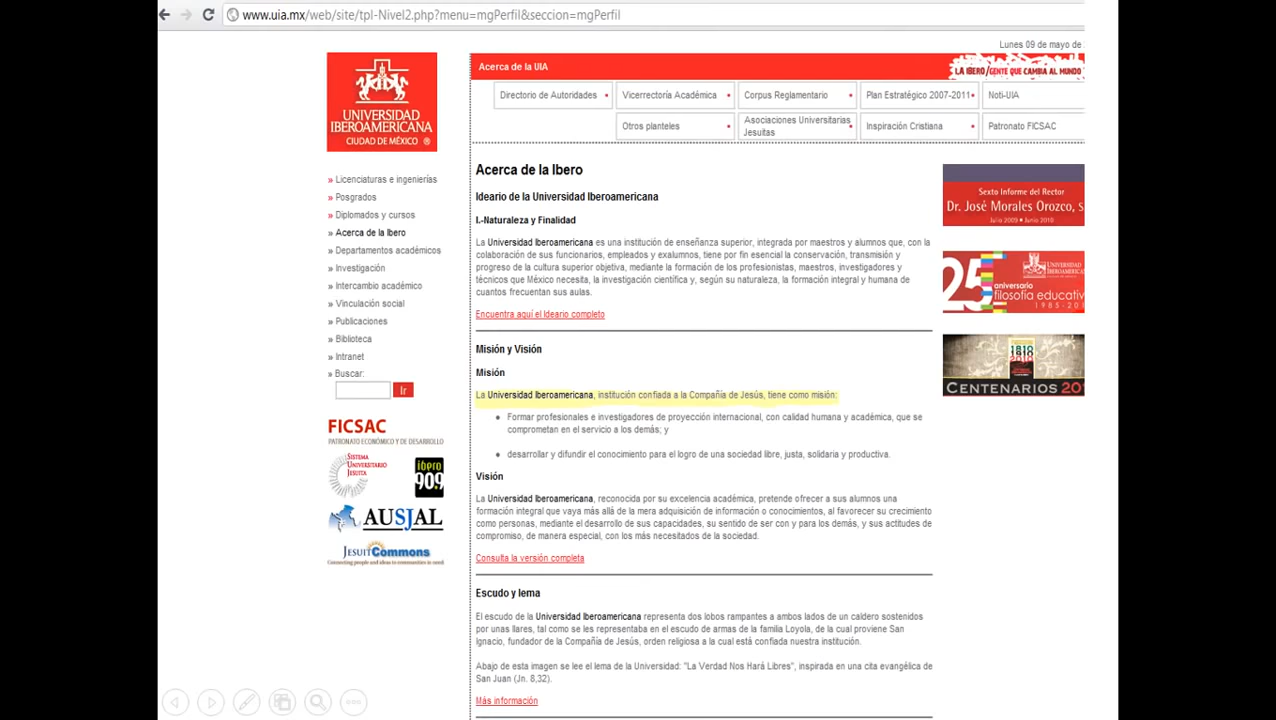 www.uia.mx/web/site/tpl-Nivel2.php?menu=mgPerfil&seccion=mgPerfil
Lunes 09 de mayo de
Acerca de la UIA
LA IBERO/GENTE QUE CAMBIA AL MUNDO
Directorio de Autoridades
Vicerrectoría Académica
Corpus Reglamentario
Plan Estratégico 2007-2011
Noti-UIA
Otros planteles
Asociaciones Universitarias
Jesuitas
Inspiración Cristiana
Patronato FICSAC
UNIVERSIDAD
IBEROAMERICANA
CIUDAD DE MÉXICO ®
» Licenciaturas e ingenierías
» Posgrados
» Diplomados y cursos
» Acerca de la Ibero
» Departamentos académicos
» Investigación
» Intercambio académico
» Vinculación social
» Publicaciones
» Biblioteca
» Intranet
» Buscar:
Ir
FICSAC
PATRONATO ECONÓMICO Y DE DESARROLLO
SISTEMA
UNIVERSITARIO
JESUITA
ibero
909
AUSJAL
JESUITCommons
Connecting people and ideas to communities in need
Acerca de la Ibero
Ideario de la Universidad Iberoamericana
I.-Naturaleza y Finalidad
La Universidad Iberoamericana es una institución de enseñanza superior, integrada por maestros y alumnos que, con la
colaboración de sus funcionarios, empleados y exalumnos, tiene por fin esencial la conservación, transmisión y
progreso de la cultura superior objetiva, mediante la formación de los profesionistas, maestros, investigadores y
técnicos que México necesita, la investigación científica y, según su naturaleza, la formación integral y humana de
cuantos frecuentan sus aulas.
Encuentra aquí el Ideario completo
Misión y Visión
Misión
La Universidad Iberoamericana, institución confiada a la Compañía de Jesús, tiene como misión:
• Formar profesionales e investigadores de proyección internacional, con calidad humana y académica, que se
comprometan en el servicio a los demás; y
• desarrollar y difundir el conocimiento para el logro de una sociedad libre, justa, solidaria y productiva.
Visión
La Universidad Iberoamericana, reconocida por su excelencia académica, pretende ofrecer a sus alumnos una
formación integral que vaya más allá de la mera adquisición de información o conocimientos, al favorecer su crecimiento
como personas, mediante el desarrollo de sus capacidades, su sentido de ser con y para los demás, y sus actitudes de
compromiso, de manera especial, con los más necesitados de la sociedad.
Consulta la versión completa
Escudo y lema
El escudo de la Universidad Iberoamericana representa dos lobos rampantes a ambos lados de un caldero sostenidos
por unas llares, tal como se les representaba en el escudo de armas de la familia Loyola, de la cual proviene San
Ignacio, fundador de la Compañía de Jesús, orden religiosa a la cual está confiada nuestra institución.
Abajo de esta imagen se lee el lema de la Universidad: "La Verdad Nos Hará Libres", inspirada en una cita evangélica de
San Juan (Jn. 8,32).
Más información
Sexto Informe del Rector
Dr. José Morales Orozco, S
Julio 2009 • Junio 2010
UNIVERSIDAD
IBEROAMERICANA
25
aniversario
filosofía educativ
1985-20
1810
1910
2010
CENTENARIOS 20